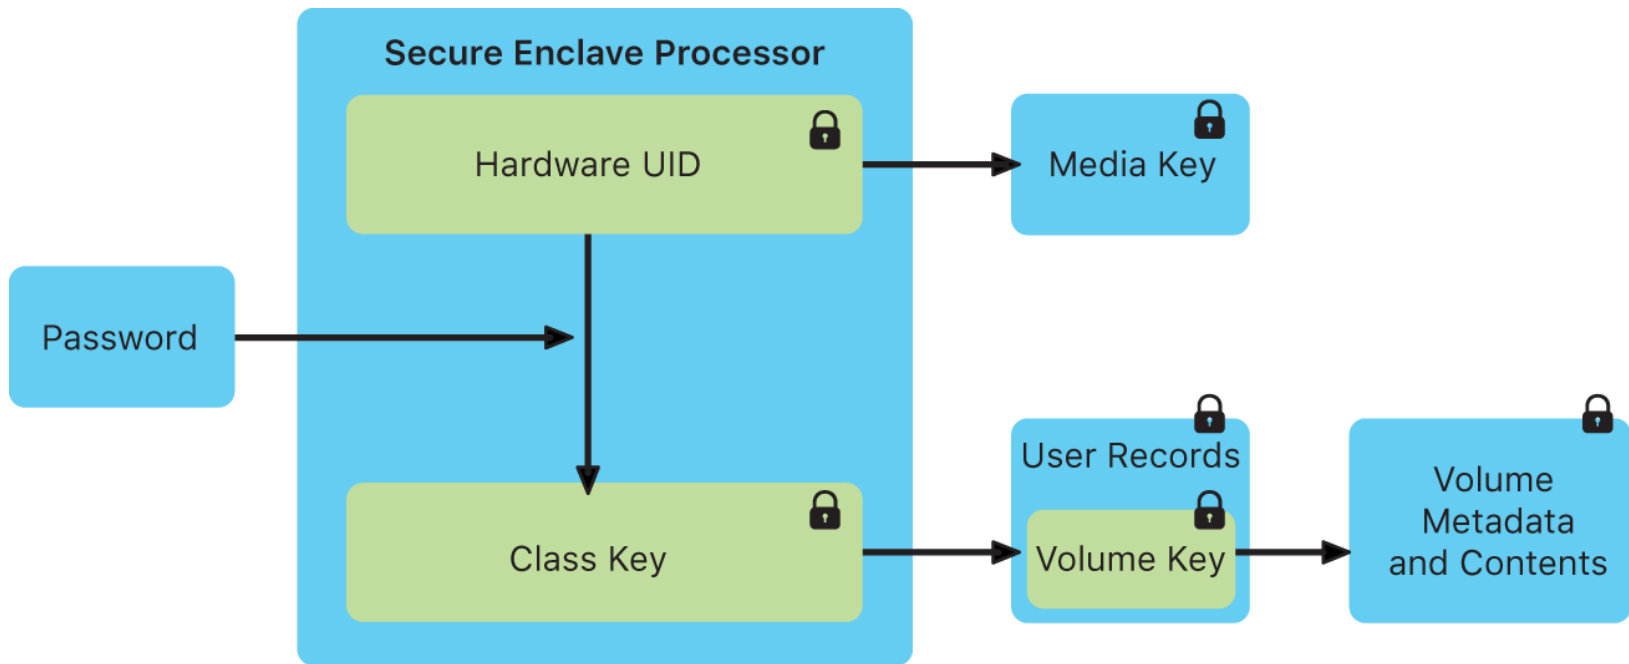 Secure Enclave Processor
Hardware UID
Media Key
Password
User Records
Class Key
Volume Key
Volume
Metadata
and Contents